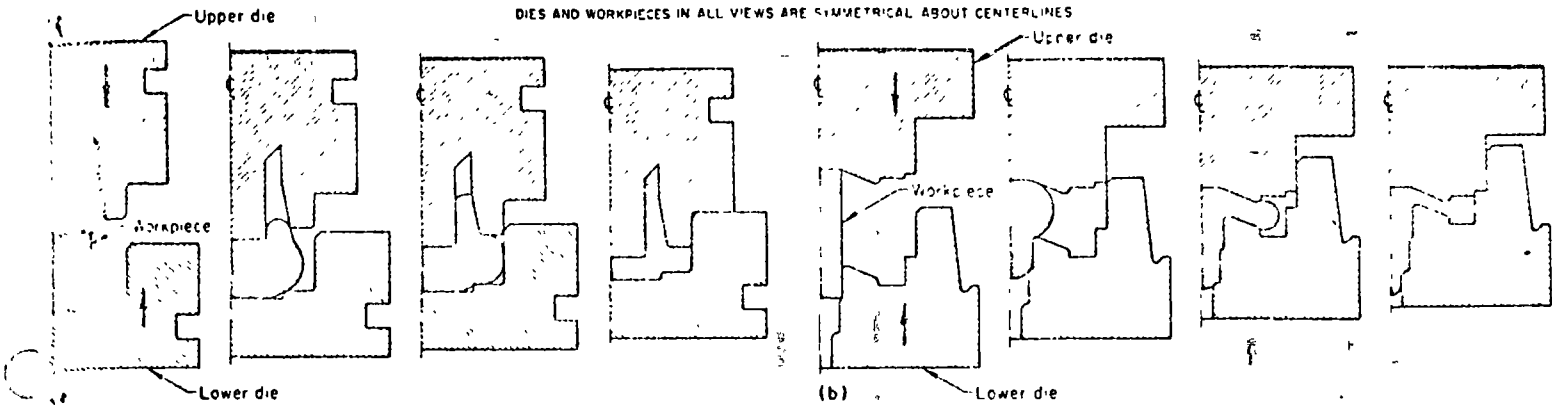 DIES AND WORKPIECES IN ALL VIEWS ARE SYMMETRICAL ABOUT CENTERLINES
Upper die
Workpiece
Lower die
Upper die
Workpiece
Lower die
(b)